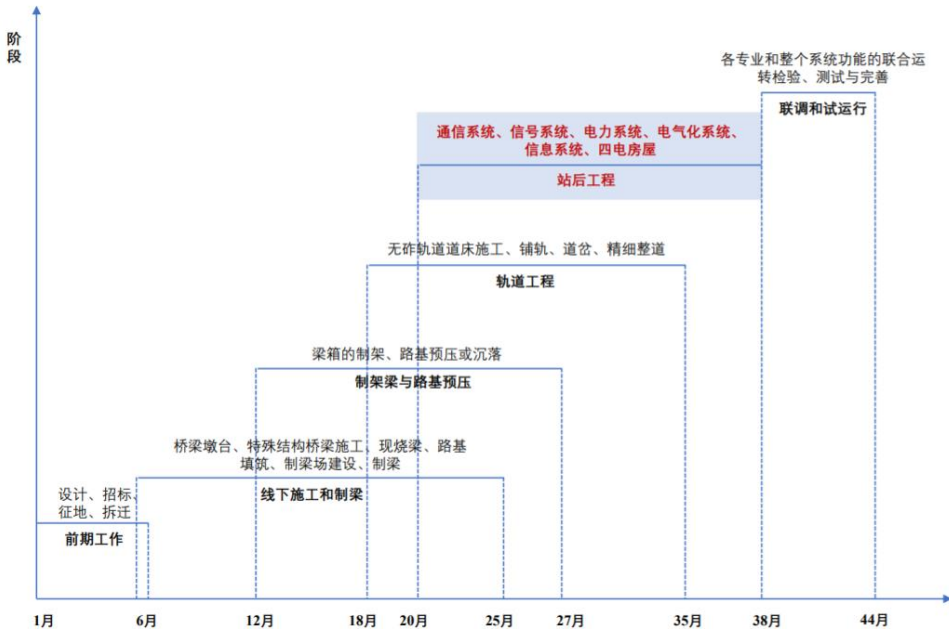 阶
段
各专业和整个系统功能的联合运
转检验、测试与完善
联调和试运行
通信系统、信号系统、电力系统、电气化系统、
信息系统、四电房屋
站后工程
无砟轨道道床施工、铺轨、道岔、精细整道
轨道工程
梁箱的制架、路基预压或沉落
制架梁与路基预压
桥梁墩台、特殊结构桥梁施工、现烧梁、路基
填筑、制梁场建设、制梁
线下施工和制梁
设计、招标、
征地、拆迁
前期工作
1月 6月 12月 18月 20月 25月 27月 35月 38月 44月